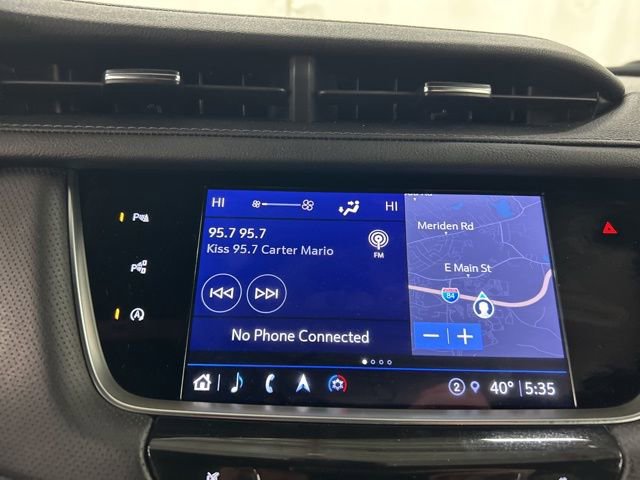 HI HI
95.7 95.7
Kiss 95.7 Carter Mario
FM
No Phone Connected
Meriden Rd
E Main St
84
2 40° 5:35
P
P
A